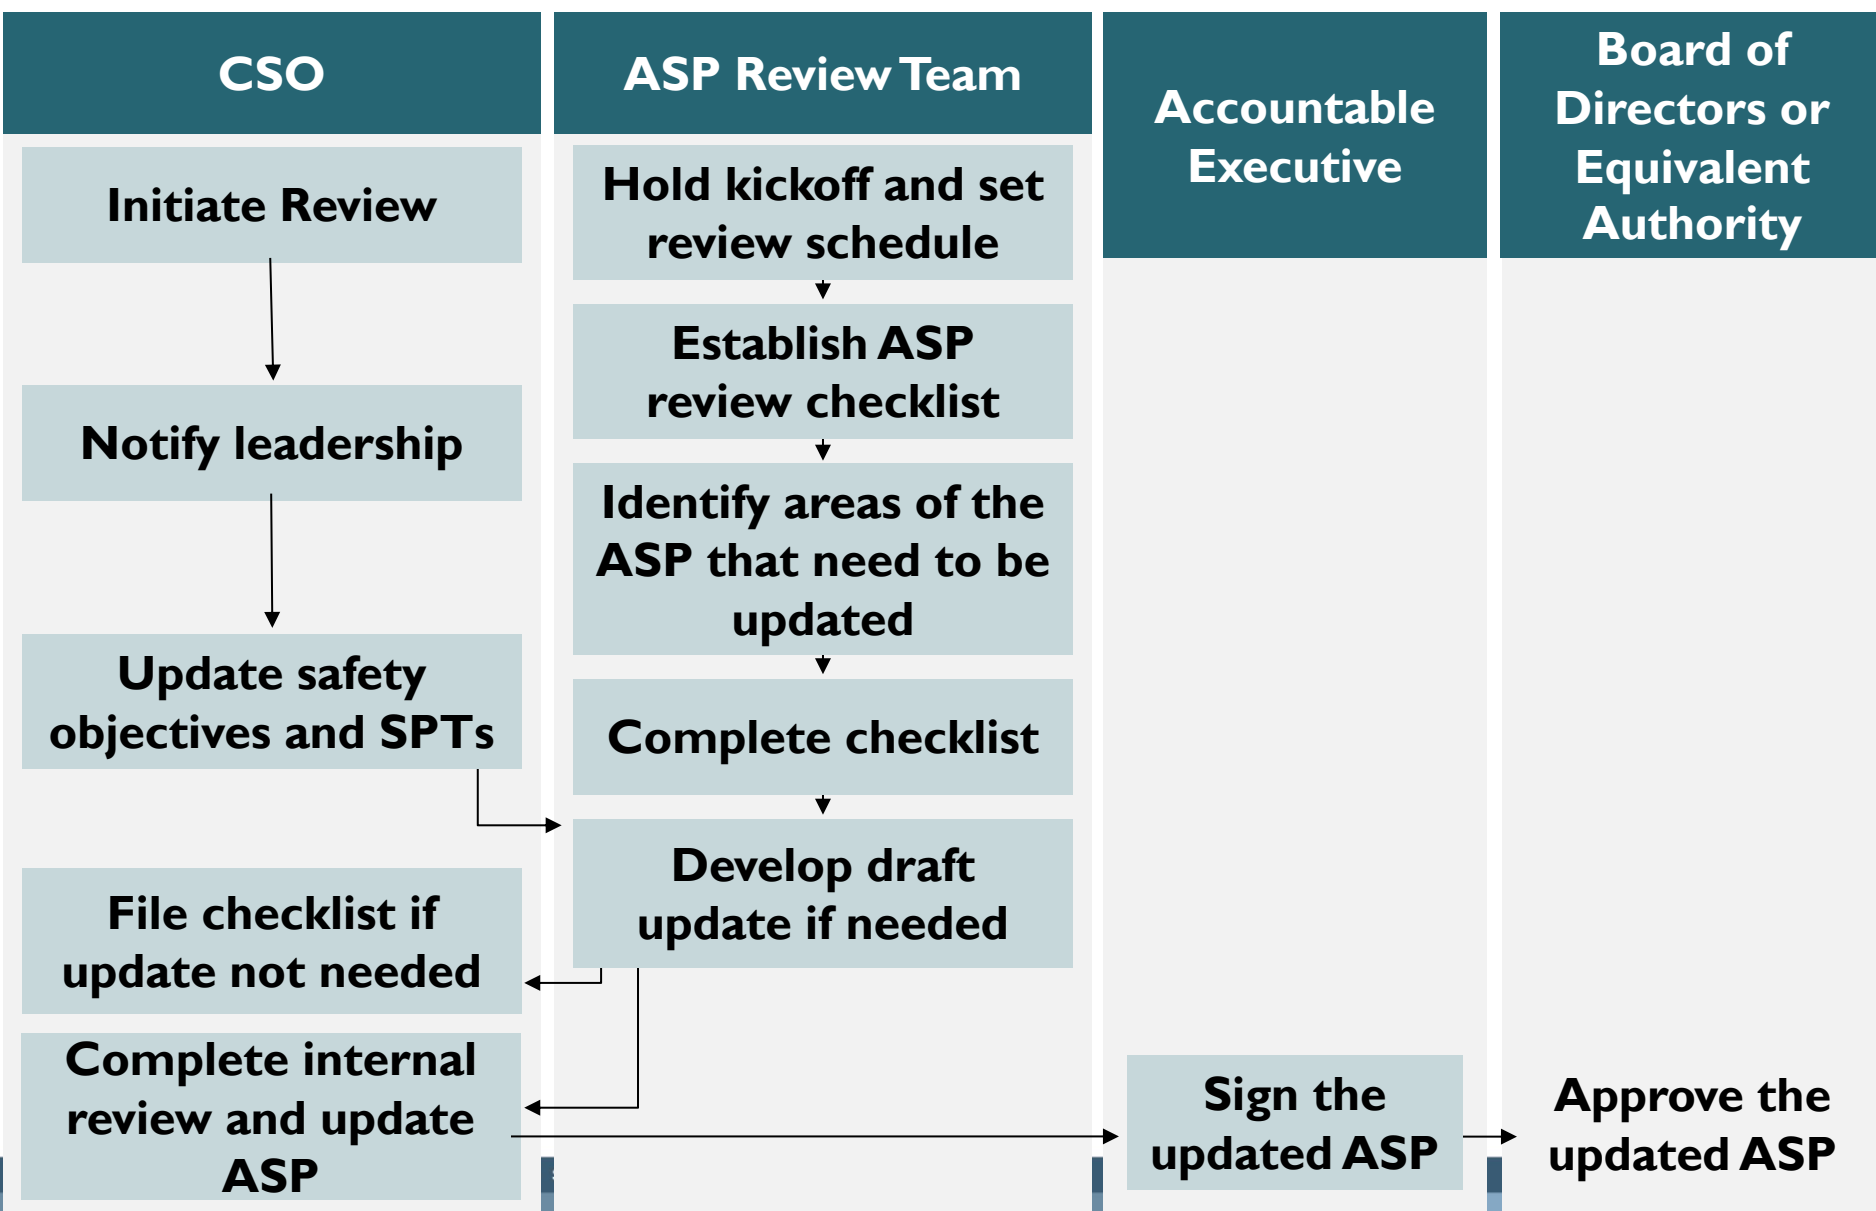 CSO
Initiate Review
Notify leadership
Update safety
objectives and SPTs
File checklist if
update not needed
Complete internal
review and update
ASP
ASP Review Team
Hold kickoff and set
review schedule
Establish ASP
review checklist
Identify areas of the
ASP that need to be
updated
Complete checklist
Develop draft
update if needed
Accountable
Executive
Sign the
updated ASP
Board of
Directors or
Equivalent
Authority
Approve the
updated ASP